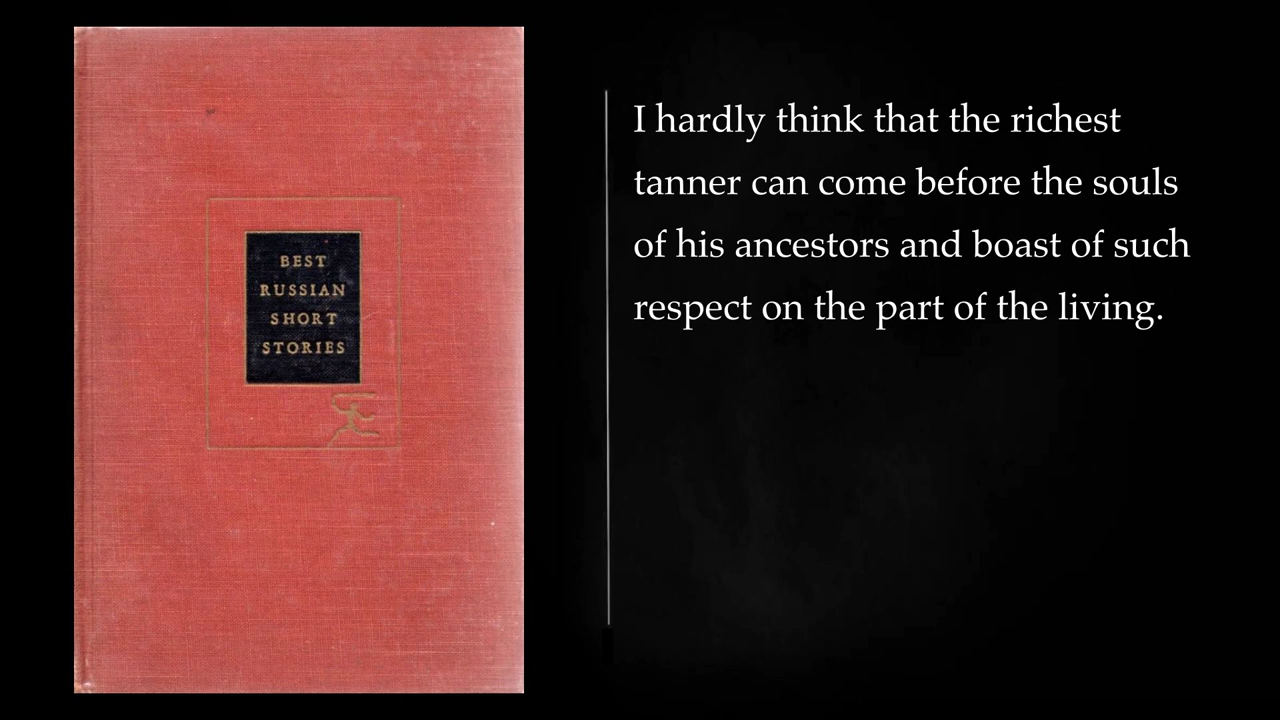 BEST
RUSSIAN
SHORT
STORIES
I hardly think that the richest
tanner can come before the souls
of his ancestors and boast of such
respect on the part of the living.